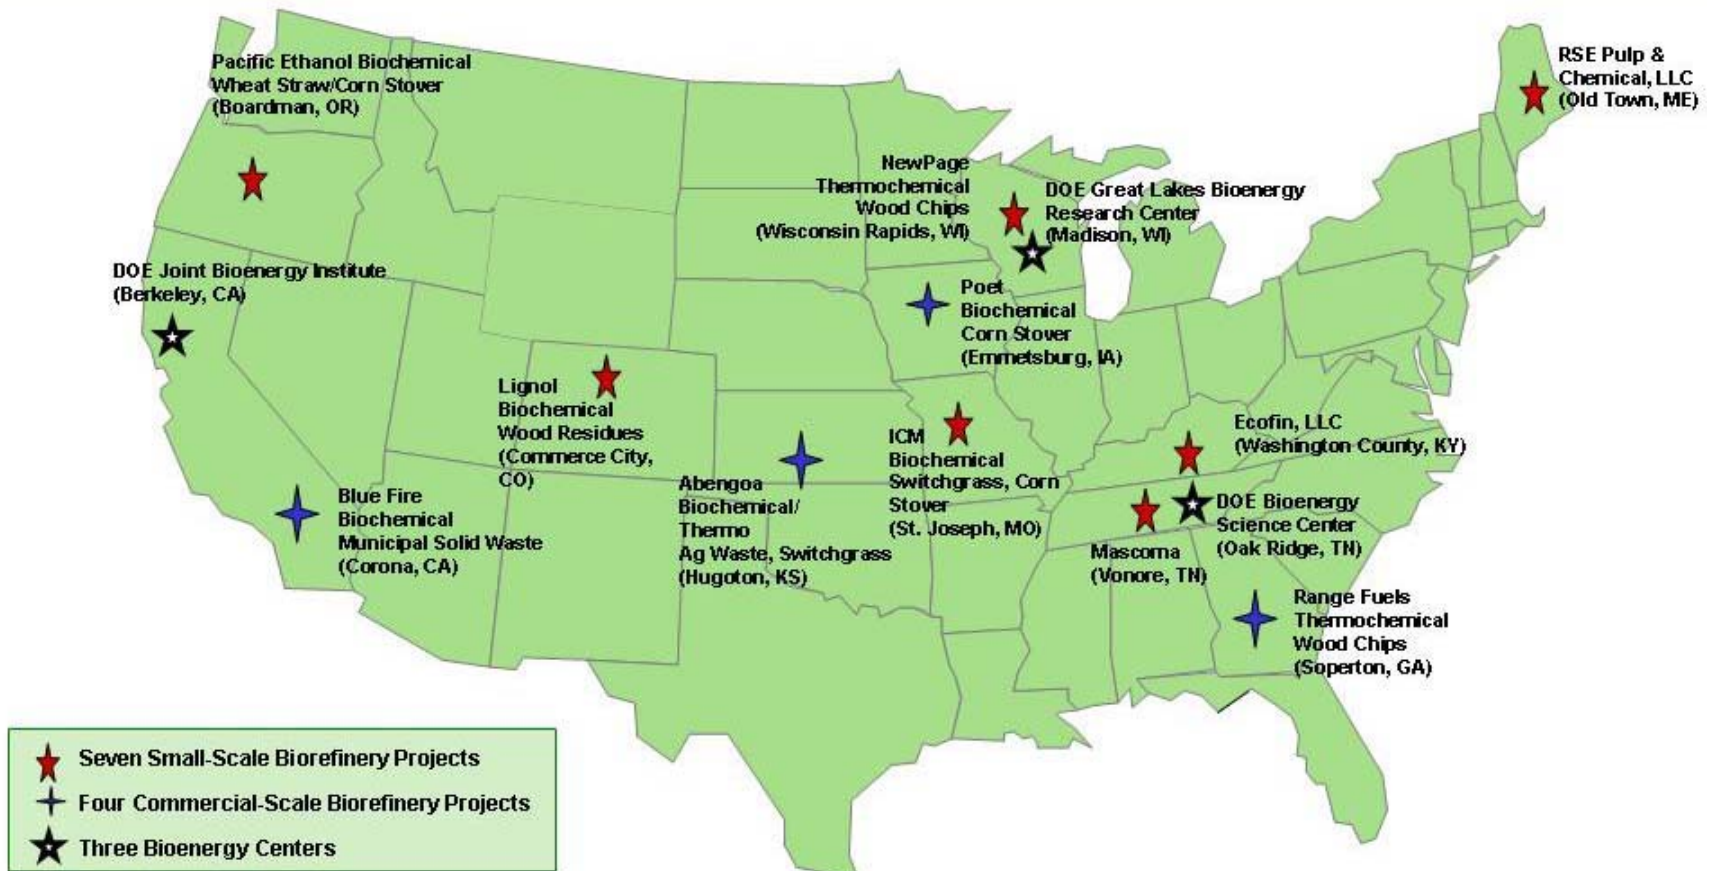 Pacific Ethanol Biochemical
Wheat Straw/Corn Stover
(Boardman, OR)
RSE Pulp &
Chemical, LLC
(Old Town, ME)
NewPage
Thermochemical
Wood Chips
(Wisconsin Rapids, WI)
DOE Great Lakes Bioenergy
Research Center
(Madison, WI)
DOE Joint Bioenergy Institute
(Berkeley, CA)
Poet
Biochemical
Corn Stover
(Emmetsburg, IA)
Lignol
Biochemical
Wood Residues
(Commerce City,
CO)
ICM
Biochemical
Switchgrass, Corn
Stover
(St. Joseph, MO)
Ecofin, LLC
(Washington County, KY)
Blue Fire
Biochemical
Municipal Solid Waste
(Corona, CA)
Abengoa
Biochemical/
Thermo
Ag Waste, Switchgrass
(Hugoton, KS)
DOE Bioenergy
Science Center
(Oak Ridge, TN)
Mascoma
(Vonore, TN)
Range Fuels
Thermochemical
Wood Chips
(Soperton, GA)
Seven Small-Scale Biorefinery Projects
Four Commercial-Scale Biorefinery Projects
Three Bioenergy Centers